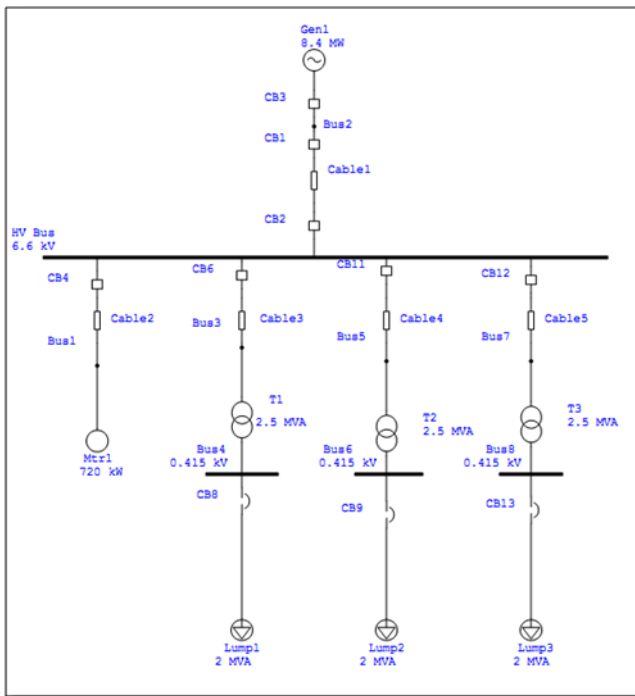 Gen1
8.4 MW
CB3
Bus2
CB1
Cable1
CB2
HV Bus
6.6 kV
CB4
CB6
CB11
CB12
Cable2
Bus3
Cable3
Bus5
Cable4
Bus7
Cable5
Bus1
T1
2.5 MVA
T2
2.5 MVA
T3
2.5 MVA
Mtr1
720 kW
Bus4
0.415 kV
Bus6
0.415 kV
Bus8
0.415 kV
CB8
CB9
CB13
Lump1
2 MVA
Lump2
2 MVA
Lump3
2 MVA